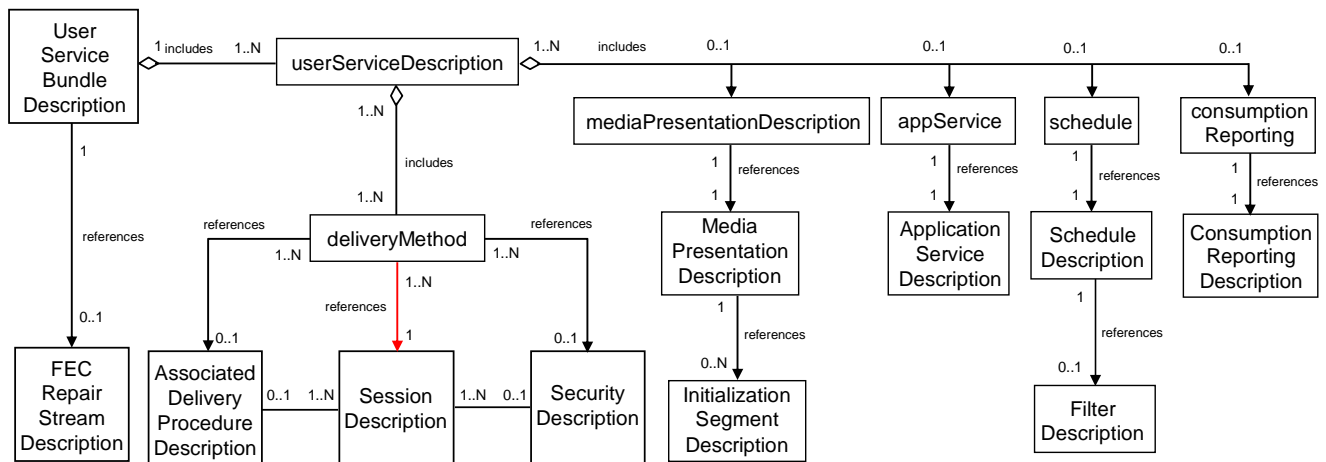 User
Service
Bundle
Description
1 includes 1..N
userServiceDescription
1..N includes 0..1 0..1 0..1 0..1
1..N
includes
1..N
mediaPresentationDescription
appService
schedule
consumption
Reporting
1
references
0..1
1 references 1
1 references 1
1 references 1
1 references 1
deliveryMethod
references
1..N
0..1
references
1..N
1
references
1..N
0..1
Media
Presentation
Description
Application
Service
Description
Schedule
Description
Consumption
Reporting
Description
1
references
0..N
1
references
0..1
FEC
Repair
Stream
Description
Associated
Delivery
Procedure
Description
0..1 1..N
Session
Description
1..N 0..1
Security
Description
Initialization
Segment
Description
Filter
Description